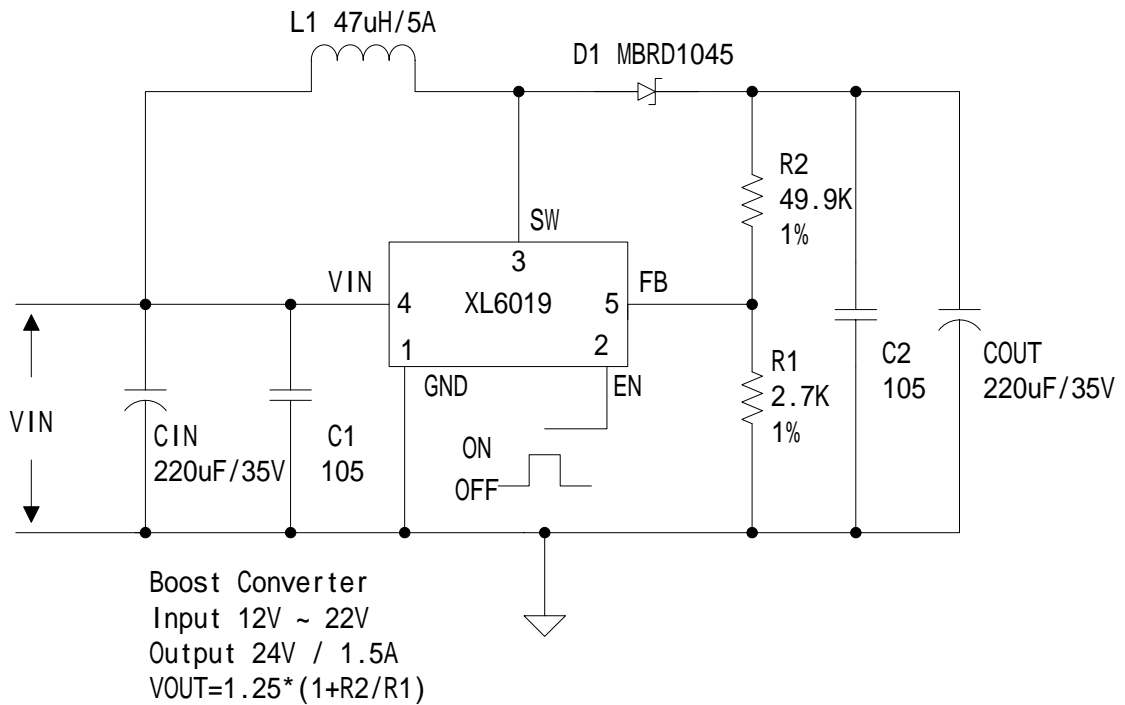 L1 47uH/5A
D1 MBRD1045
R2
49.9K
1%
SW
3
VIN
FB
4
XL6019
5
1
2
GND
EN
R1
2.7K
1%
C2
105
COUT
220uF/35V
VIN
CIN
220uF/35V
C1
105
ON
OFF
Boost Converter
Input 12V ~ 22V
Output 24V / 1.5A
VOUT=1.25*(1+R2/R1)